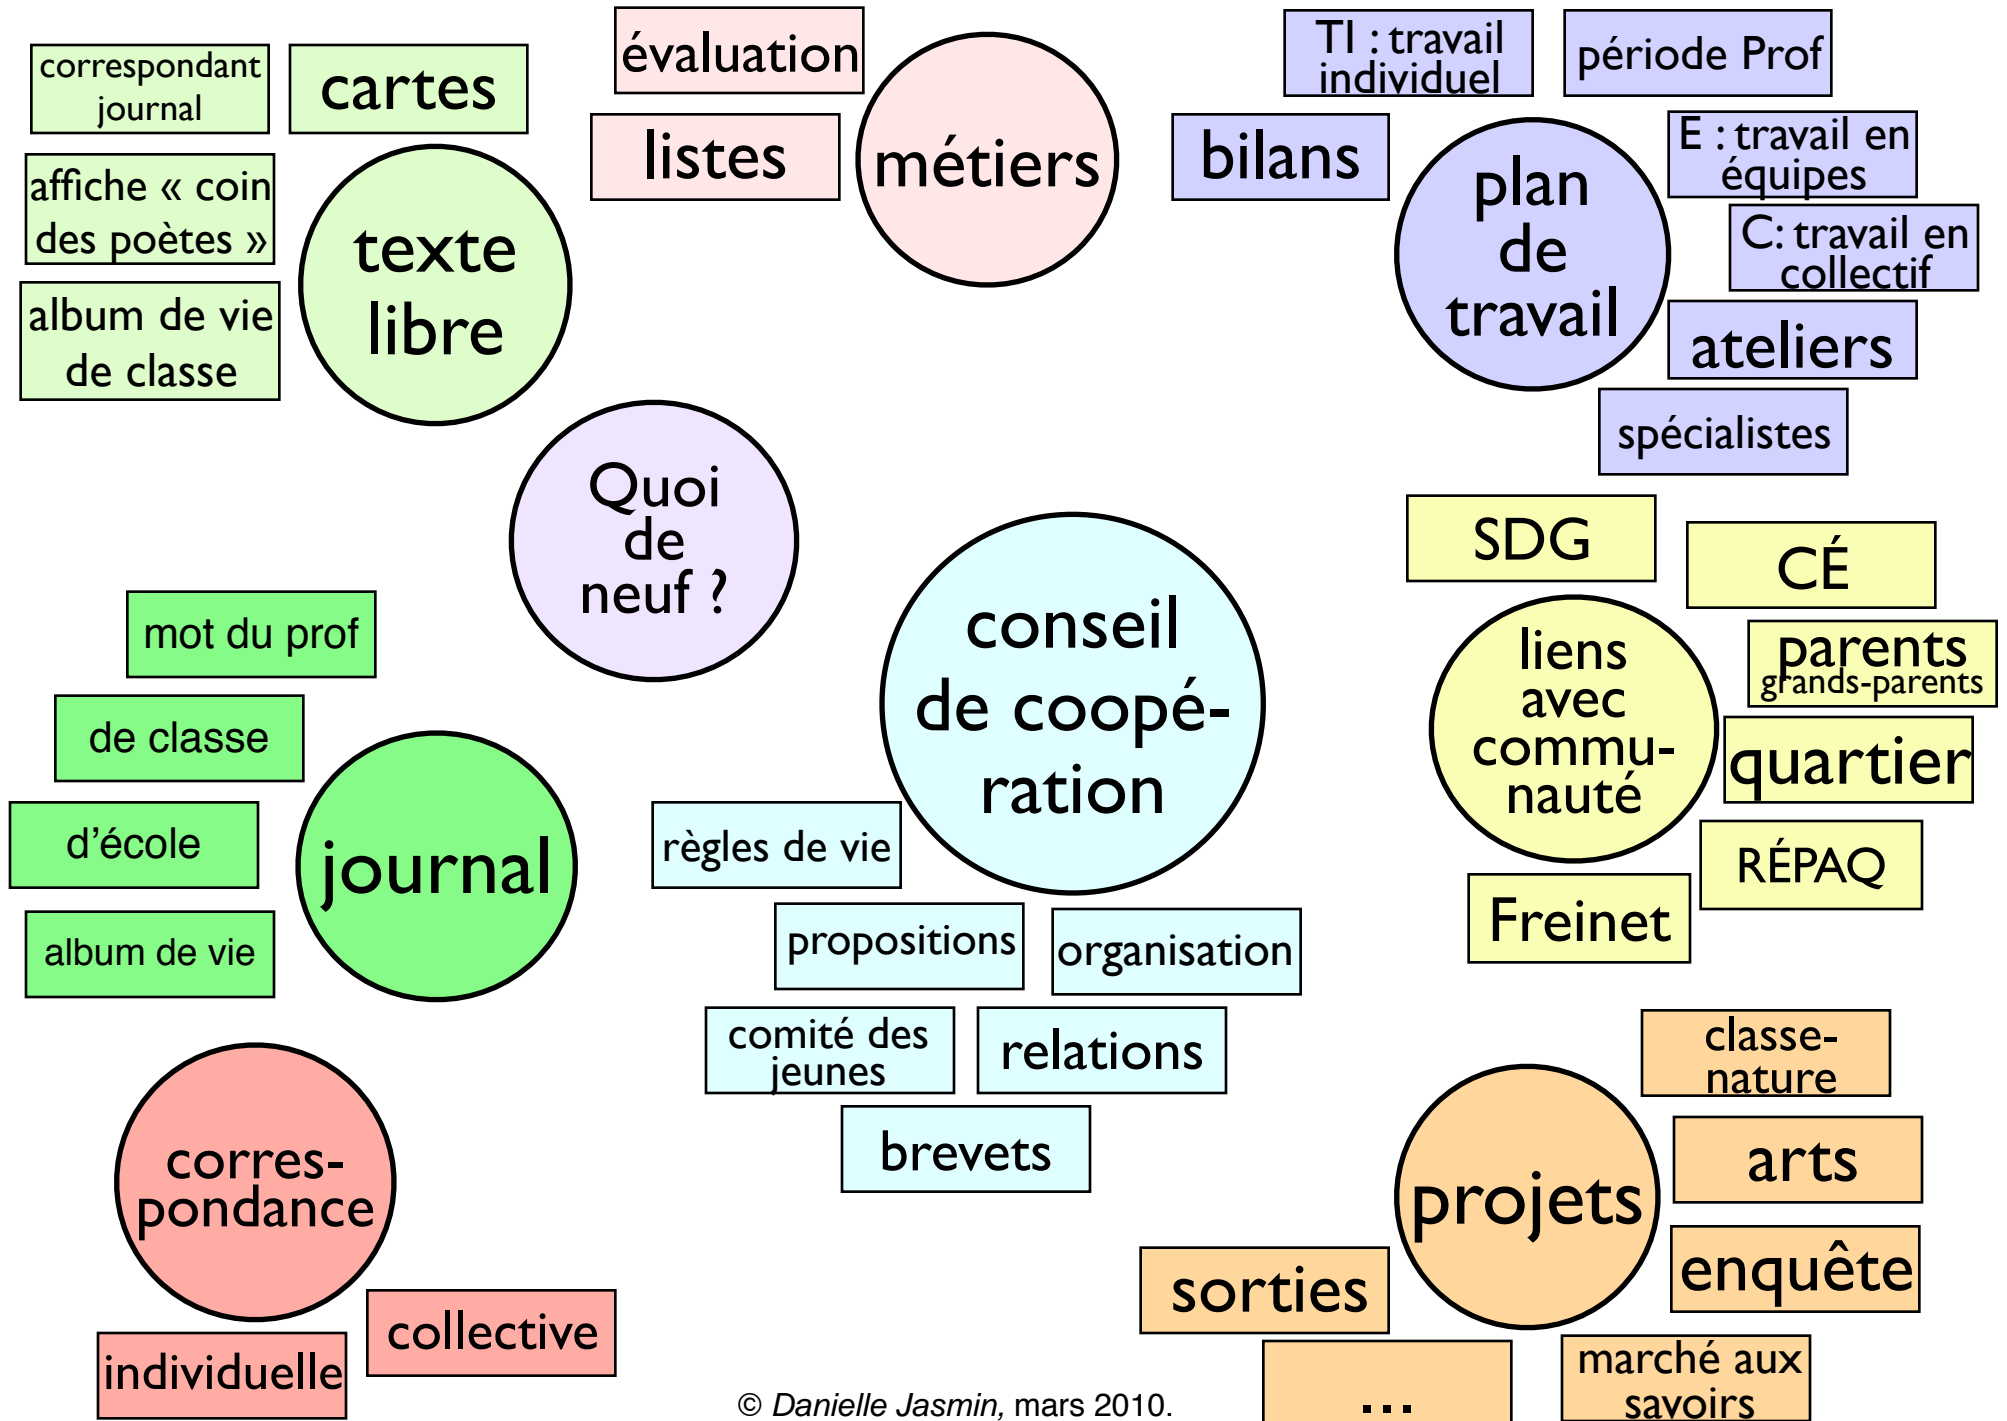 correspondant
journal
cartes
affiche « coin
des poètes »
album de vie
de classe
texte
libre
évaluation
listes
métiers
TI : travail
individuel
période Prof
bilans
E : travail en
équipes
C: travail en
collectif
ateliers
spécialistes
plan
de
travail
Quoi
de
neuf ?
SDG
CÉ
parents
grands-parents
quartier
RÉPAQ
Freinet
liens
avec
commu-
nauté
conseil
de coopé-
ration
règles de vie
propositions
organisation
comité des
jeunes
relations
brevets
mot du prof
de classe
d'école
album de vie
journal
corres-
pondance
individuelle
collective
classe-
nature
arts
enquête
projets
sorties
...
marché aux
savoirs
© Danielle Jasmin, mars 2010.